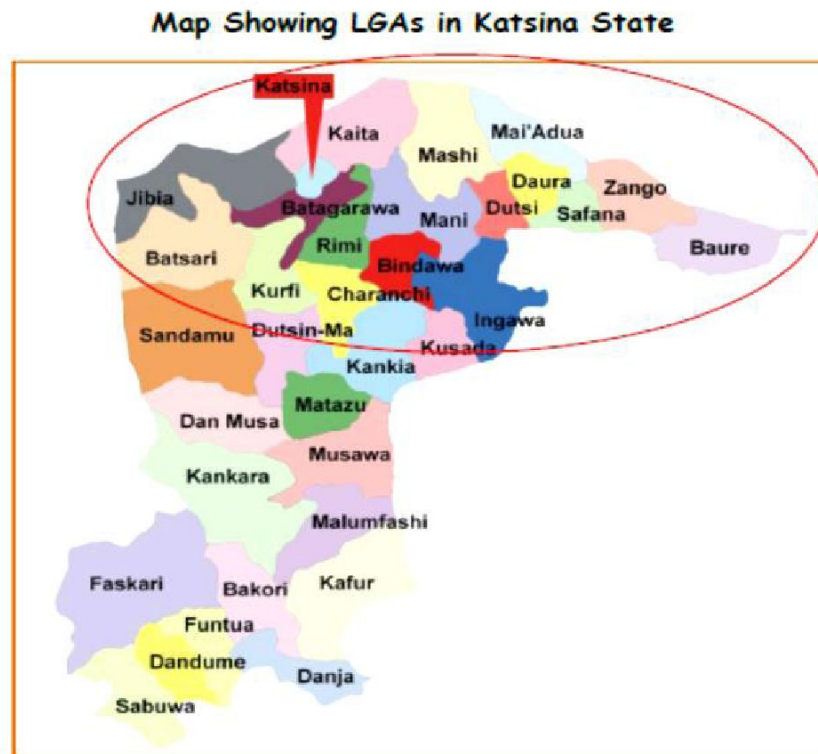 Map Showing LGAs in Katsina State
Katsina
Kaita
Mai'Adua
Mashi
Daura
Zango
Jibia
Batagarawa
Dutsi
Safana
Mani
Rimi
Baure
Batsari
Bindawa
Kurfi
Charanchi
Ingawa
Sandamu
Dutsin-Ma
Kusada
Kankia
Matazu
Dan Musa
Musawa
Kankara
Malumfashi
Faskari
Bakori
Kafur
Funtua
Dandume
Danja
Sabuwa